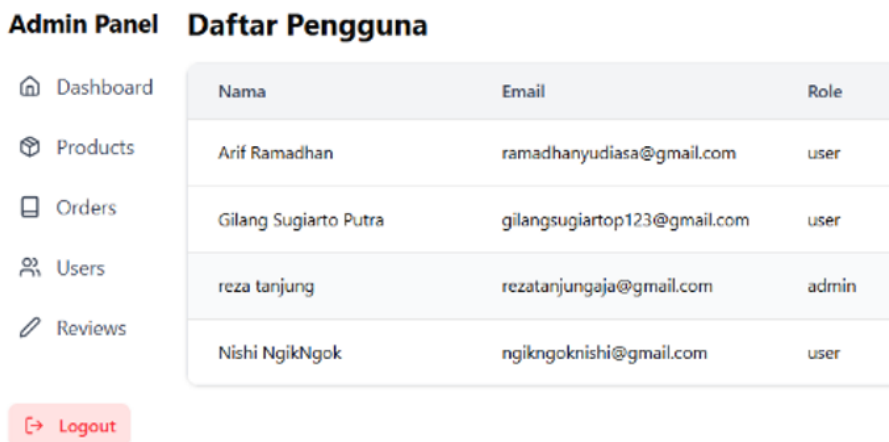 Admin Panel
Dashboard
Products
Orders
Users
Reviews
Logout
Daftar Pengguna
Nama Email Role
Arif Ramadhan ramadhanyudiasa@gmail.com user
Gilang Sugiarto Putra gilangsugiartop123@gmail.com user
reza tanjung rezatanjungaja@gmail.com admin
Nishi NgikNgok ngikngoknishi@gmail.com user